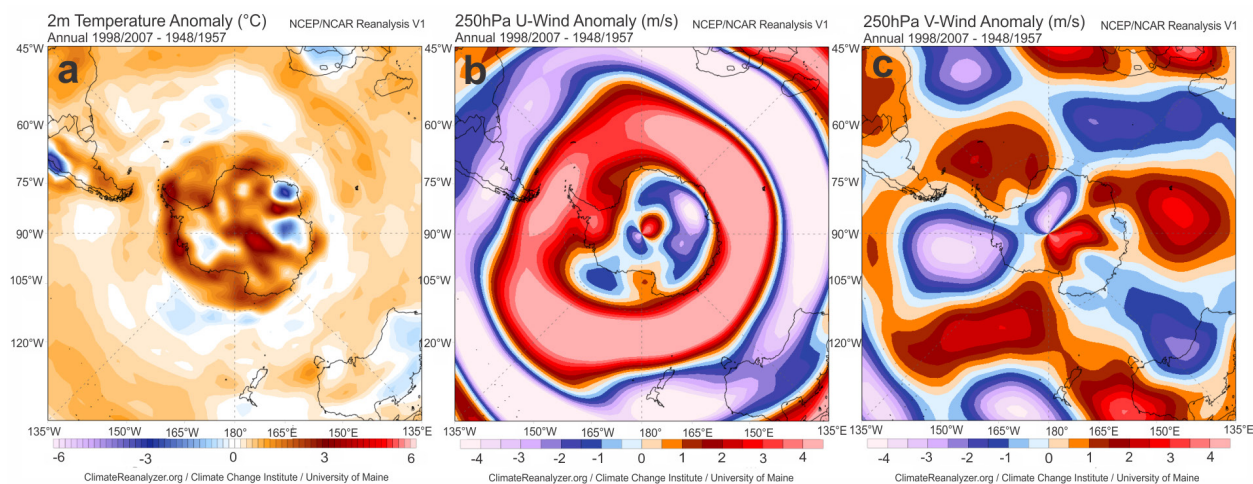 2m Temperature Anomaly (°C)
NCEP/NCAR Reanalysis V1
Annual 1998/2007 - 1948/1957
45°W
a
60°W
75°W
90°W
105°W
120°W
135°W 150°W 165°W 180° 165°E 150°E 135°E
-6 -3 0 3 6
ClimateReanalyzer.org / Climate Change Institute / University of Maine
250hPa U-Wind Anomaly (m/s)
NCEP/NCAR Reanalysis V1
Annual 1998/2007 - 1948/1957
45°W
b
60°W
75°W
90°W
105°W
120°W
135°W 150°W 165°W 180° 165°E 150°E 135°E
-4 -3 -2 -1 0 1 2 3 4
ClimateReanalyzer.org / Climate Change Institute / University of Maine
250hPa V-Wind Anomaly (m/s)
NCEP/NCAR Reanalysis V1
Annual 1998/2007 - 1948/1957
45°W
c
60°W
75°W
90°W
105°W
120°W
135°W 150°W 165°W 180° 165°E 150°E 135°E
-4 -3 -2 -1 0 1 2 3 4
ClimateReanalyzer.org / Climate Change Institute / University of Maine